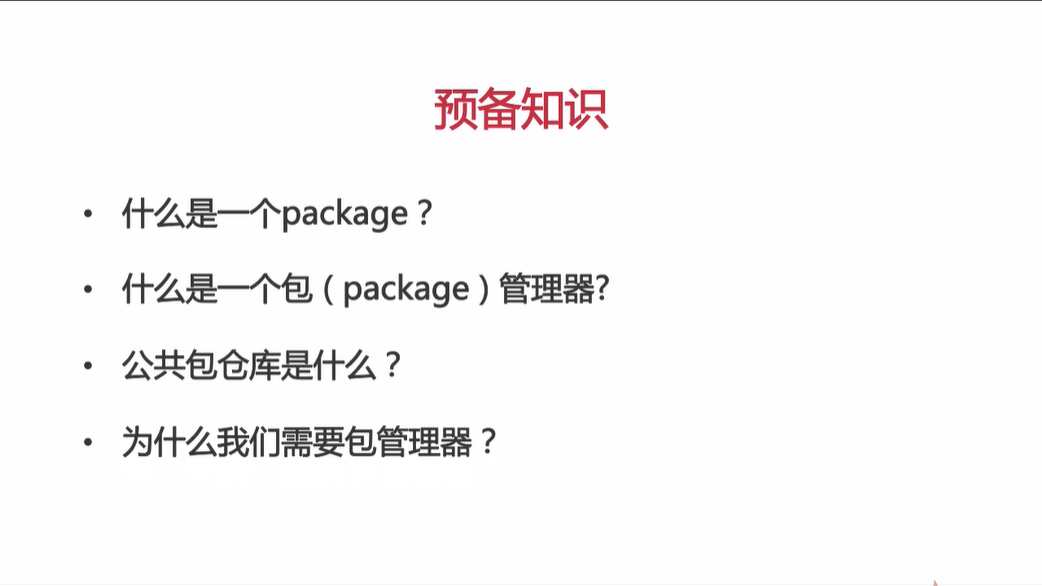 预备知识
• 什么是一个package？
• 什么是一个包（package）管理器?
• 公共包仓库是什么？
• 为什么我们需要包管理器？